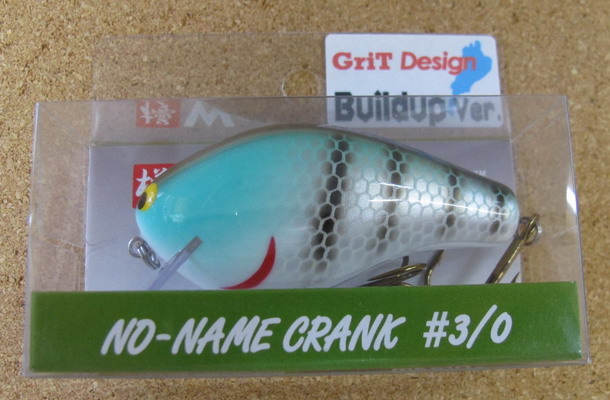 GriT Design
Buildup Ver.
NO-NAME CRANK #3/0